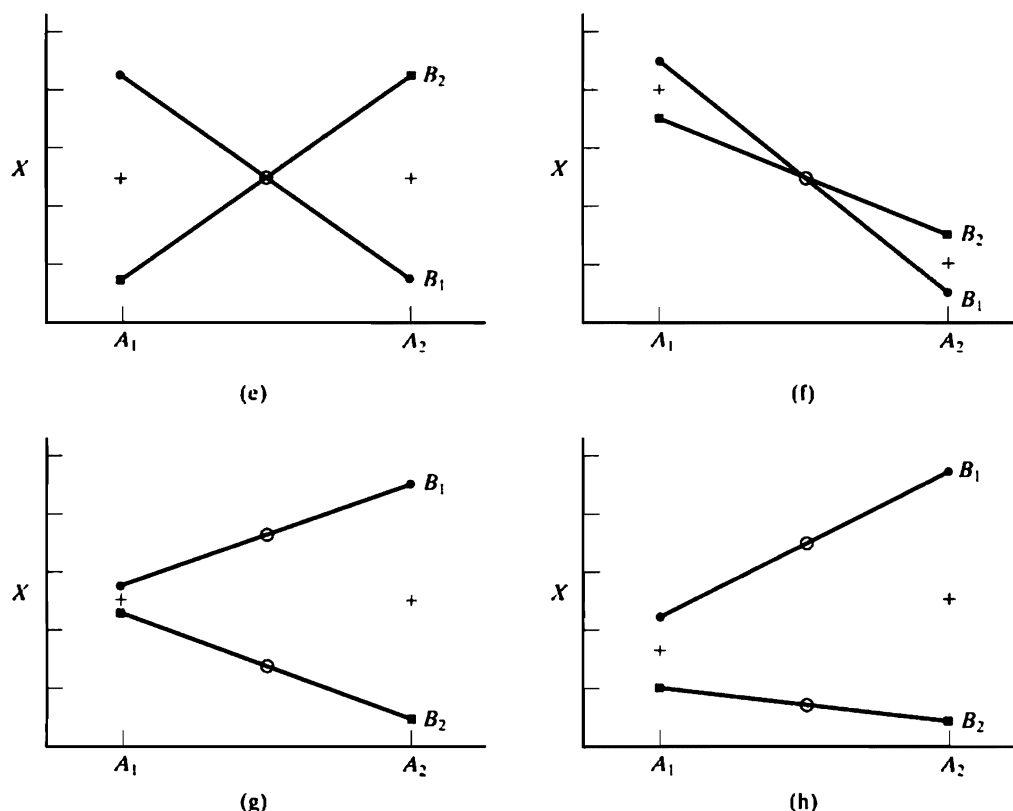 X
B₂
B₁
A₁
A₂
(e)
X
B₂
B₁
A₁
A₂
(f)
X
B₁
B₂
A₁
A₂
(g)
X
B₁
B₂
A₁
A₂
(h)